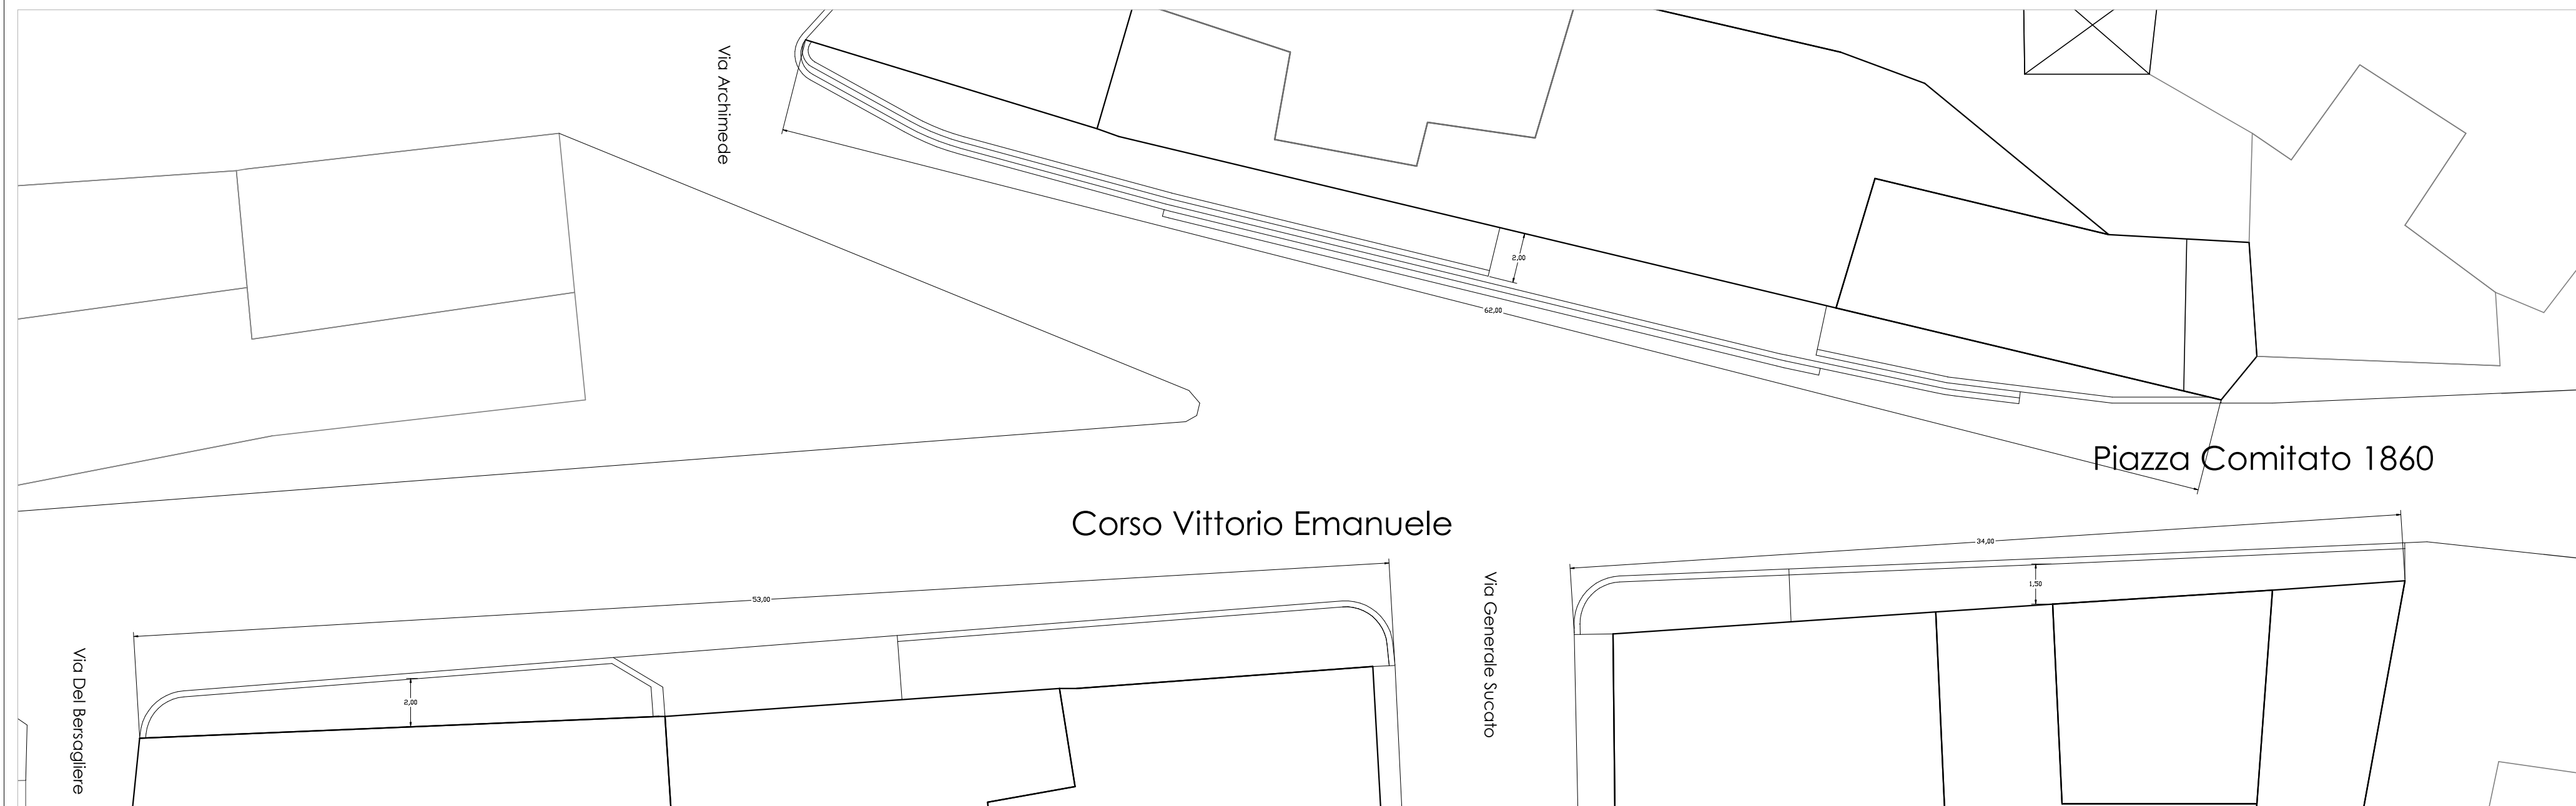 Via Archimede
2,00
62,00
Piazza Comitato 1860
Corso Vittorio Emanuele
34,00
53,00
Via Generale Sucato
1,50
Via Del Bersagliere
2,00